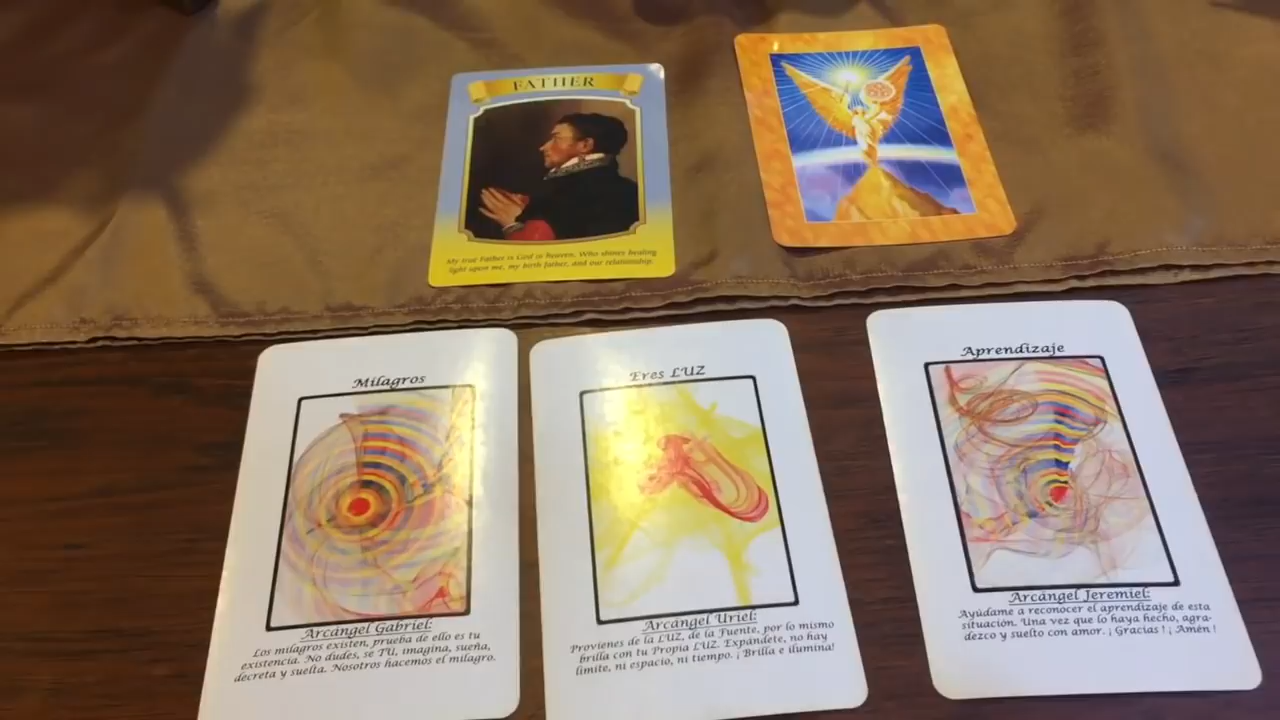 FATHER
My true Father is God in heaven, Who shines healing
light upon me, my birth father, and our relationship.
Milagros
Arcángel Gabriel:
Los milagros existen, prueba de ello es tu
existencia. No dudes, se TÚ, imagina, sueña,
decreta y suelta. Nosotros hacemos el milagro.
Eres LUZ
Arcángel Uriel:
Provienes de la LUZ, de la Fuente, por lo mismo
brilla con tu Propia LUZ. Expándete, no hay
límite, ni espacio, ni tiempo. ¡ Brilla e ilumina!
Aprendizaje
Arcángel Jeremiel:
Ayúdame a reconocer el aprendizaje de esta
situación. Una vez que lo haya hecho, agra-
dezco y suelto con amor. ¡ Gracias ! ¡ Amén !